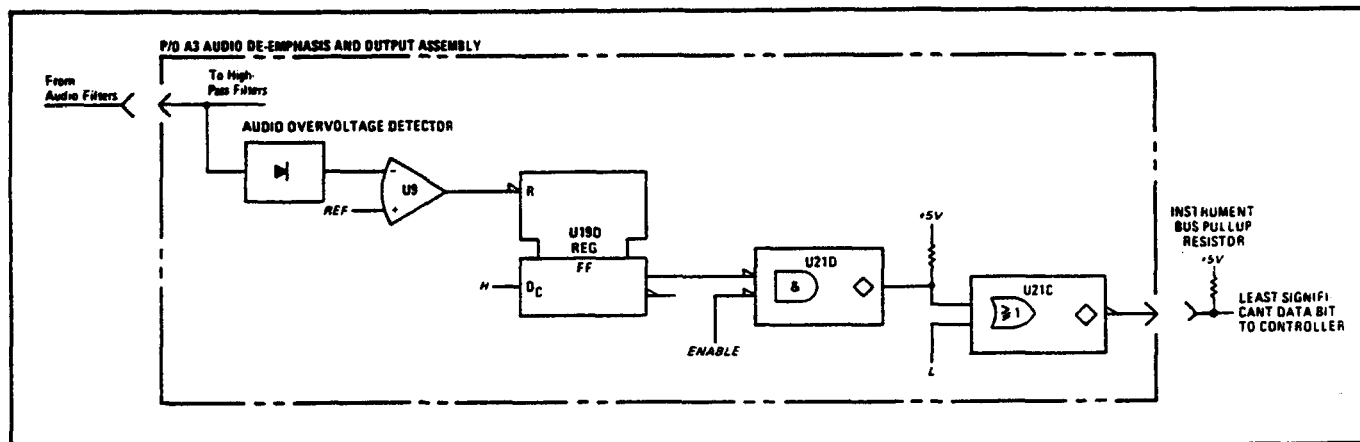 P/O A3 AUDIO DE-EMPHASIS AND OUTPUT ASSEMBLY
From
Audio Filters
To High-
Pass Filters
AUDIO OVERVOLTAGE DETECTOR
-
U9
REF
+
R
U19D
REG
FF
H
DC
U21D
&
ENABLE
+5V
U21C
≥1
L
INSTRUMENT
BUS PULLUP
RESISTOR
+5V
LEAST SIGNIFI-
CANT DATA BIT
TO CONTROLLER